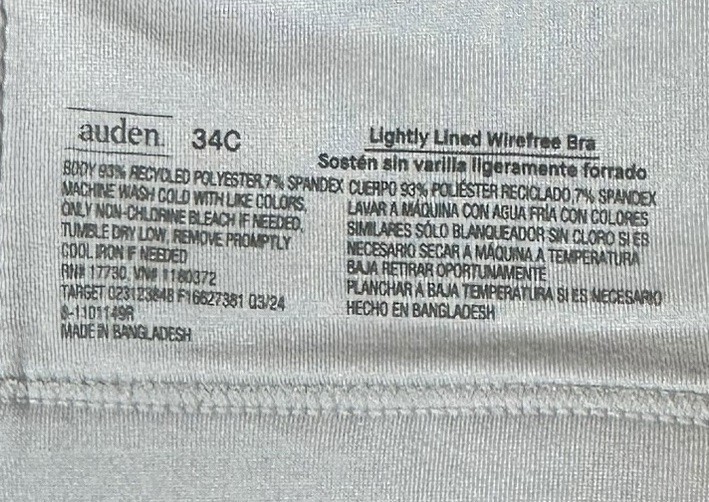 auden. 34C
Lightly Lined Wirefree Bra
Sostén sin varilla ligeramente forrado
BODY 93% RECYCLED POLYESTER, 7% SPANDEX
MACHINE WASH COLD WITH LIKE COLORS,
ONLY NON-CHLORINE BLEACH IF NEEDED,
TUMBLE DRY LOW, REMOVE PROMPTLY
COOL IRON IF NEEDED
RN# 17730, VN# 1180372
TARGET 023123848 F16627381 03/24
8-1101149R
MADE IN BANGLADESH
CUERPO 93% POLIÉSTER RECICLADO, 7% SPANDEX
LAVAR A MÁQUINA CON AGUA FRÍA CON COLORES
SIMILARES SÓLO BLANQUEADOR SIN CLORO SI ES
NECESARIO SECAR A MÁQUINA A TEMPERATURA
BAJA RETIRAR OPORTUNAMENTE
PLANCHAR A BAJA TEMPERATURA SI ES NECESARIO
HECHO EN BANGLADESH